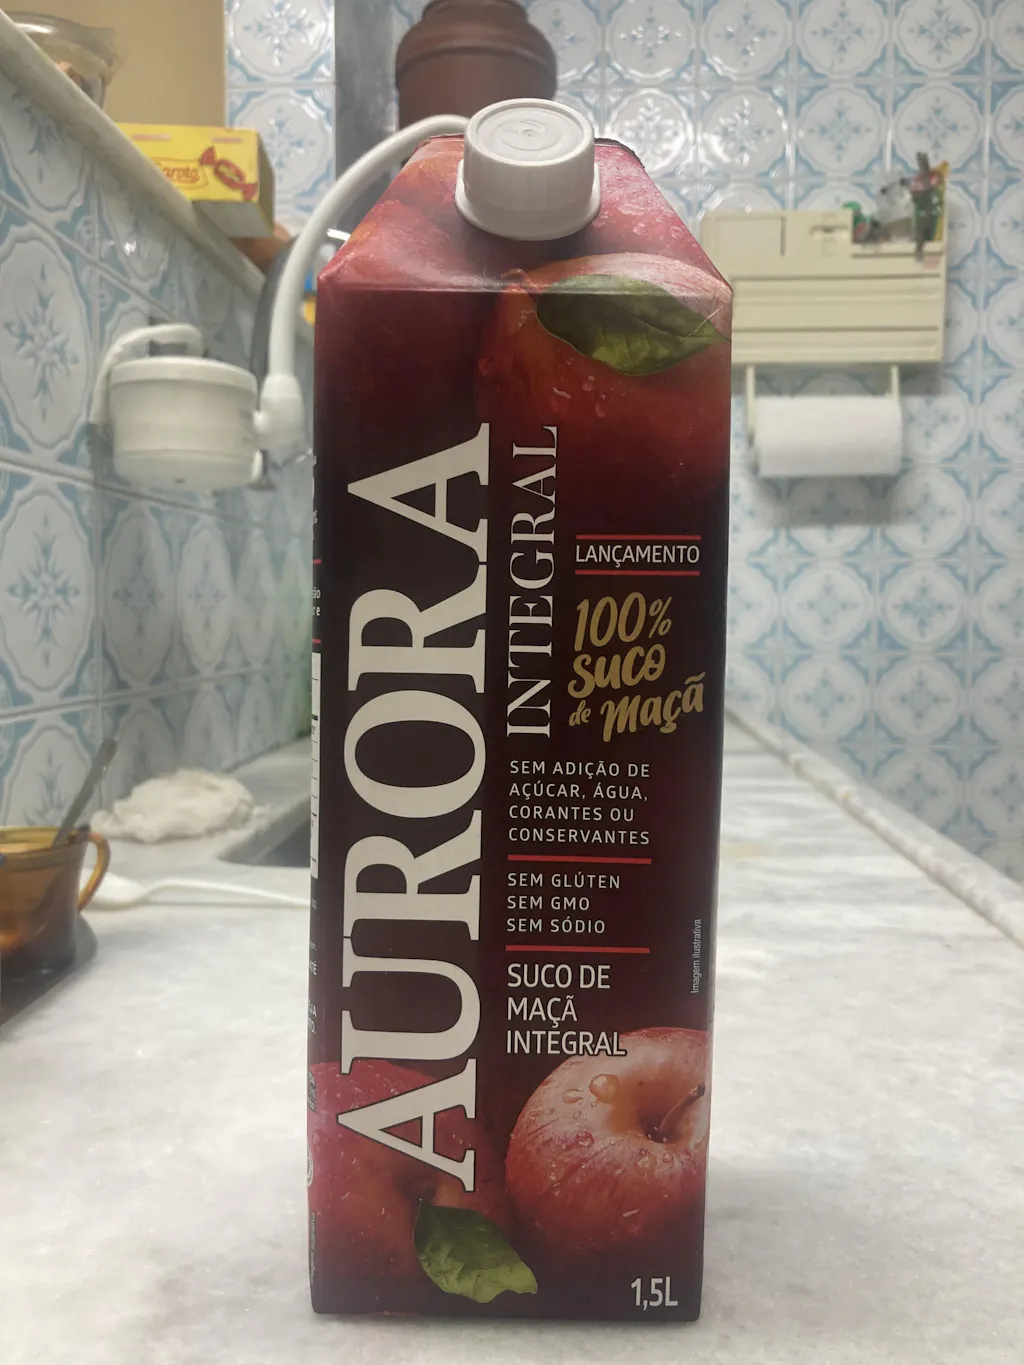 AURORA
INTEGRAL
LANÇAMENTO
100%
suco
de maçã
SEM ADIÇÃO DE
AÇÚCAR, ÁGUA,
CORANTES OU
CONSERVANTES
SEM GLÚTEN
SEM GMO
SEM SÓDIO
SUCO DE
MAÇÃ
INTEGRAL
Imagem ilustrativa
1,5L